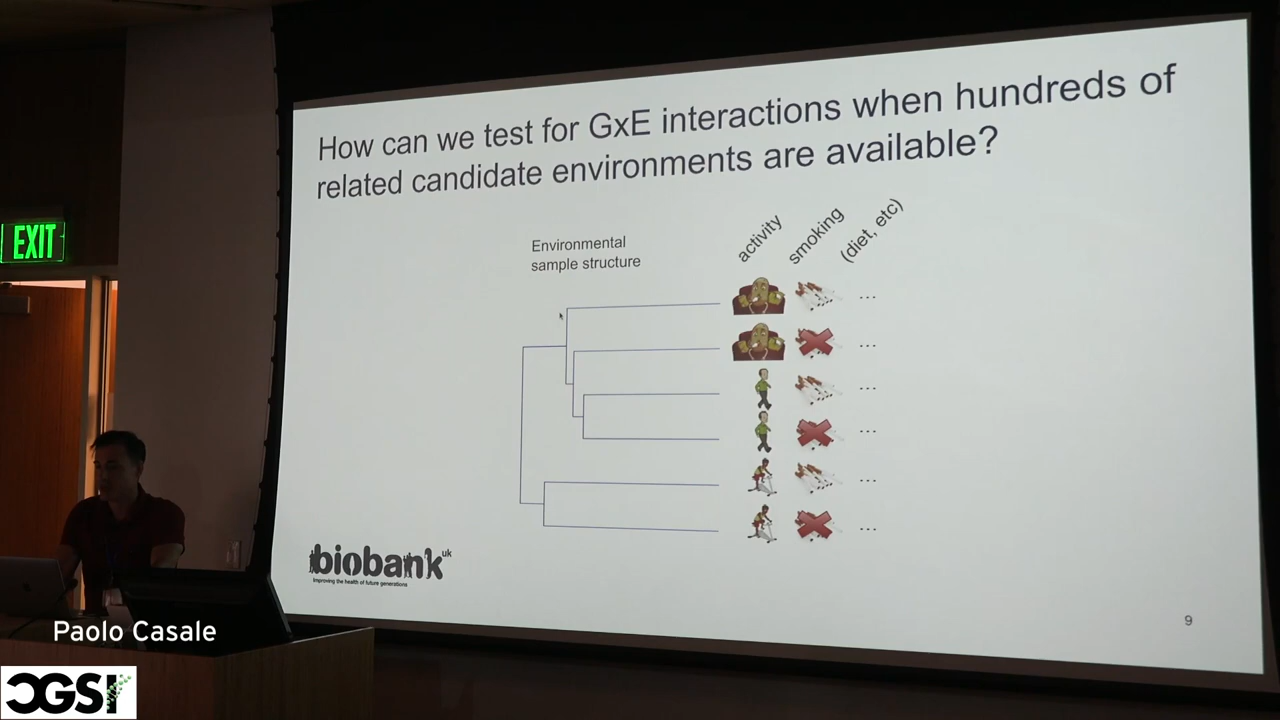 How can we test for GxE interactions when hundreds of
related candidate environments are available?
Environmental
sample structure
activity
smoking
(diet, etc)
...
...
...
...
...
...
EXIT
biobank uk
Improving the health of future generations
9
Paolo Casale
CGSI